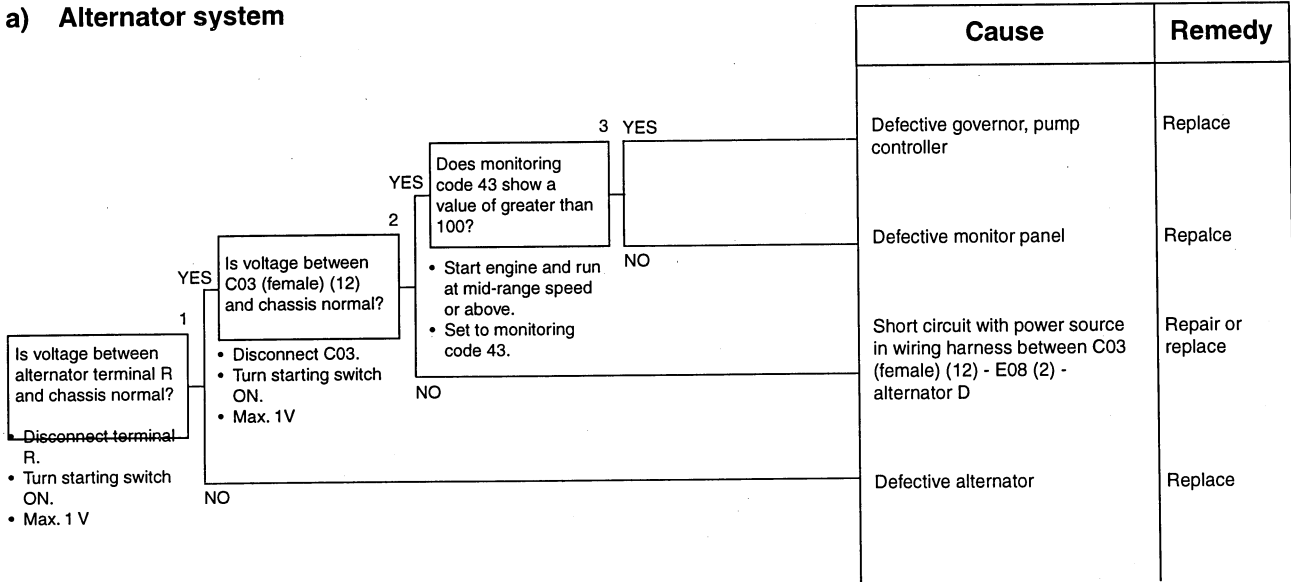 a) Alternator system
Cause
Remedy
3 YES
Does monitoring
code 43 show a
value of greater than
100?
YES
2
NO
• Start engine and run
at mid-range speed
or above.
• Set to monitoring
code 43.
Is voltage between
C03 (female) (12)
and chassis normal?
YES
1
• Disconnect C03.
• Turn starting switch
ON.
• Max. 1V
NO
Is voltage between
alternator terminal R
and chassis normal?
• Disconnect terminal
R.
• Turn starting switch
ON.
• Max. 1 V
NO
Defective governor, pump
controller
Replace
Defective monitor panel
Repalce
Short circuit with power source
in wiring harness between C03
(female) (12) - E08 (2) -
alternator D
Repair or
replace
Defective alternator
Replace